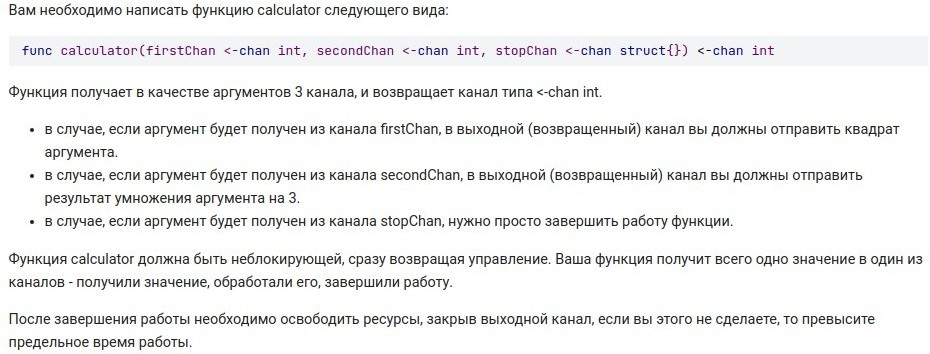 Вам необходимо написать функцию calculator следующего вида:
func calculator(firstChan <-chan int, secondChan <-chan int, stopChan <-chan struct{}) <-chan int
Функция получает в качестве аргументов 3 канала, и возвращает канал типа <-chan int.
• в случае, если аргумент будет получен из канала firstChan, в выходной (возвращенный) канал вы должны отправить квадрат
аргумента.
• в случае, если аргумент будет получен из канала secondChan, в выходной (возвращенный) канал вы должны отправить
результат умножения аргумента на 3.
• в случае, если аргумент будет получен из канала stopChan, нужно просто завершить работу функции.
Функция calculator должна быть неблокирующей, сразу возвращая управление. Ваша функция получит всего одно значение в один из
каналов - получили значение, обработали его, завершили работу.
После завершения работы необходимо освободить ресурсы, закрыв выходной канал, если вы этого не сделаете, то превысите
предельное время работы.